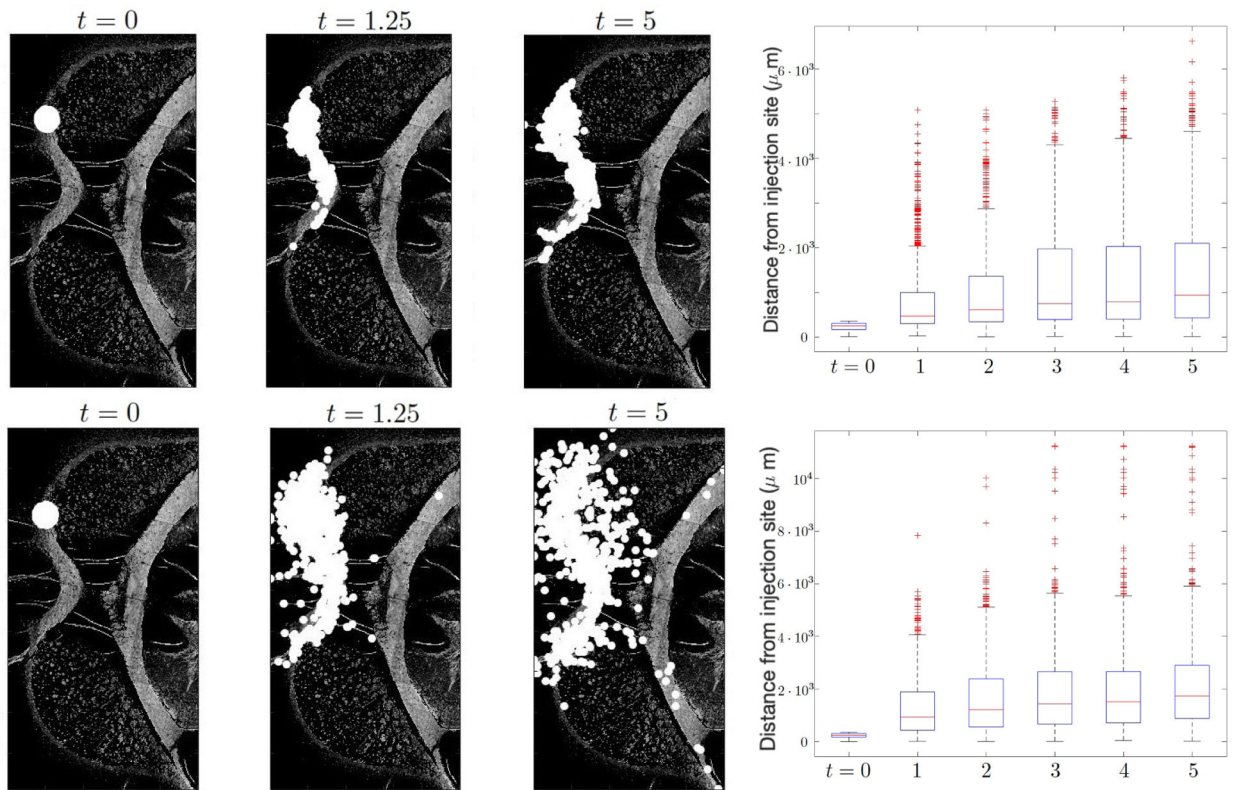 t = 0
t = 1.25
t = 5
Distance from injection site (μ m)
6 · 10³
4 · 10³
2 · 10³
0
t = 0 1 2 3 4 5
t = 0
t = 1.25
t = 5
Distance from injection site (μ m)
10⁴
8 · 10³
6 · 10³
4 · 10³
2 · 10³
0
t = 0 1 2 3 4 5